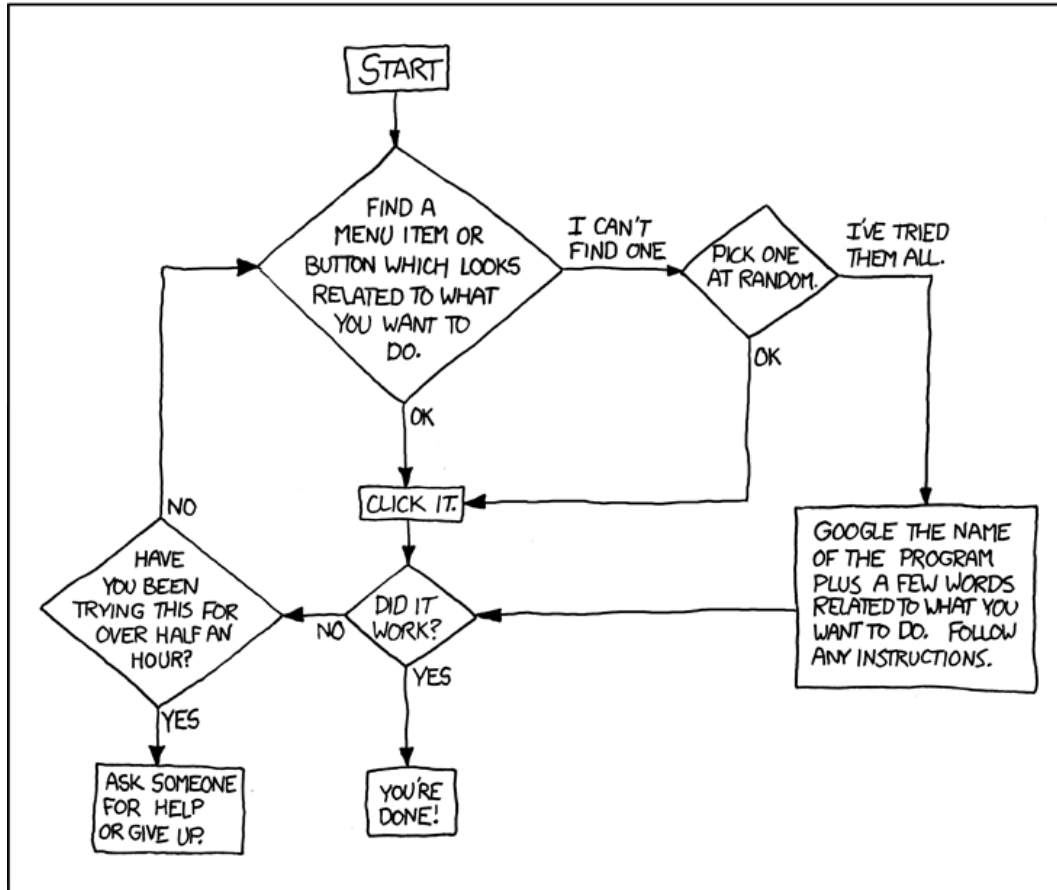 START
FIND A
MENU ITEM OR
BUTTON WHICH LOOKS
RELATED TO WHAT
YOU WANT TO
DO.
I CAN'T
FIND ONE
PICK ONE
AT RANDOM.
I'VE TRIED
THEM ALL.
OK
OK
CLICK IT.
NO
HAVE
YOU BEEN
TRYING THIS FOR
OVER HALF AN
HOUR?
NO
DID IT
WORK?
GOOGLE THE NAME
OF THE PROGRAM
PLUS A FEW WORDS
RELATED TO WHAT YOU
WANT TO DO. FOLLOW
ANY INSTRUCTIONS.
YES
YES
ASK SOMEONE
FOR HELP
OR GIVE UP.
YOU'RE
DONE!